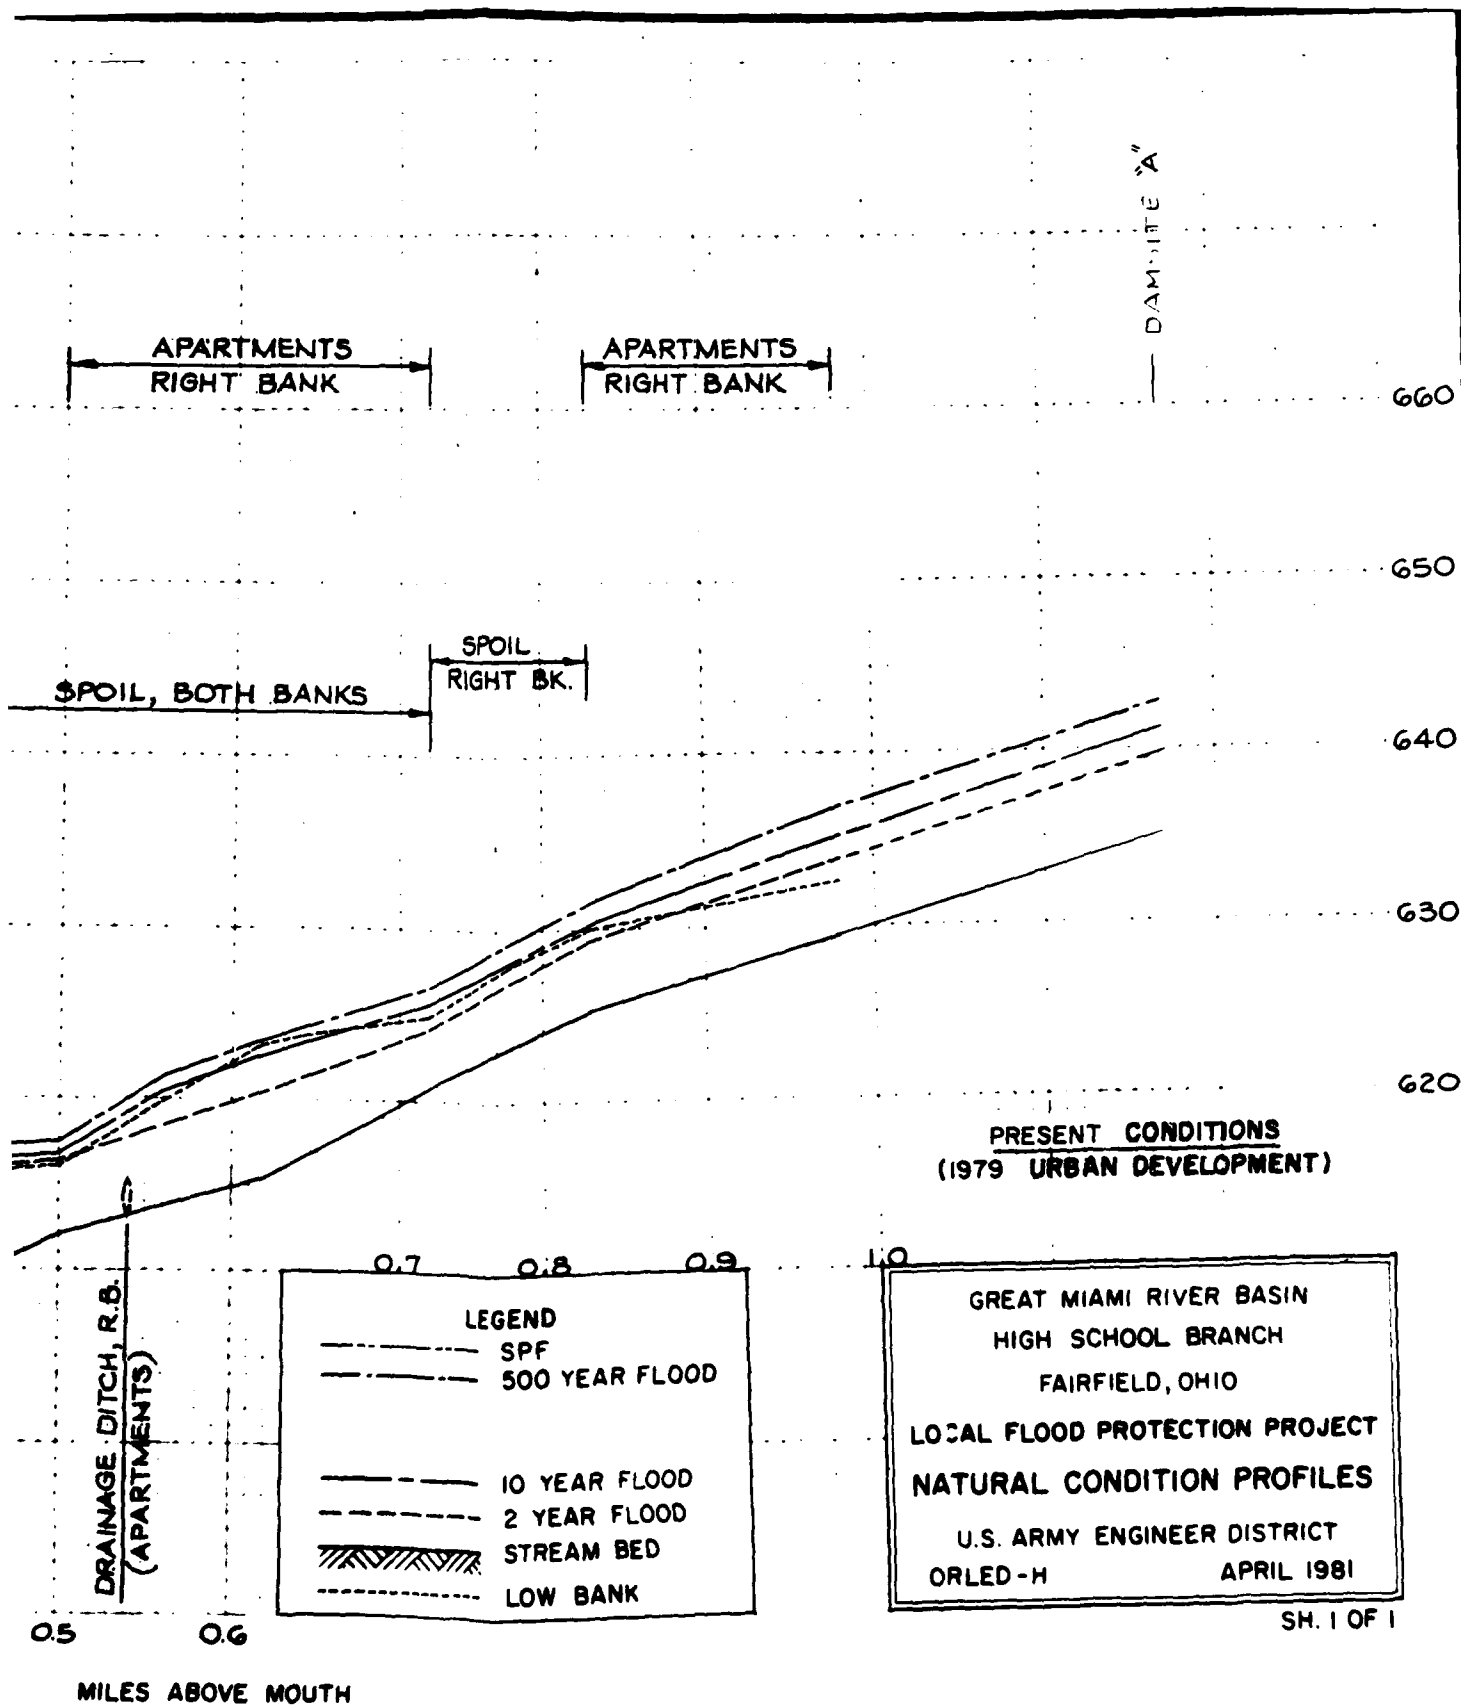 DAMSITE "A"
APARTMENTS
RIGHT BANK
APARTMENTS
RIGHT BANK
660
650
SPOIL
RIGHT BK.
SPOIL, BOTH BANKS
640
630
620
PRESENT CONDITIONS
(1979 URBAN DEVELOPMENT)
0.7 0.8 0.9 1.0
DRAINAGE DITCH, R.B.
(APARTMENTS)
LEGEND
SPF
500 YEAR FLOOD
10 YEAR FLOOD
2 YEAR FLOOD
STREAM BED
LOW BANK
GREAT MIAMI RIVER BASIN
HIGH SCHOOL BRANCH
FAIRFIELD, OHIO
LOCAL FLOOD PROTECTION PROJECT
NATURAL CONDITION PROFILES
U.S. ARMY ENGINEER DISTRICT
ORLED-H APRIL 1981
SH. 1 OF 1
0.5 0.6
MILES ABOVE MOUTH